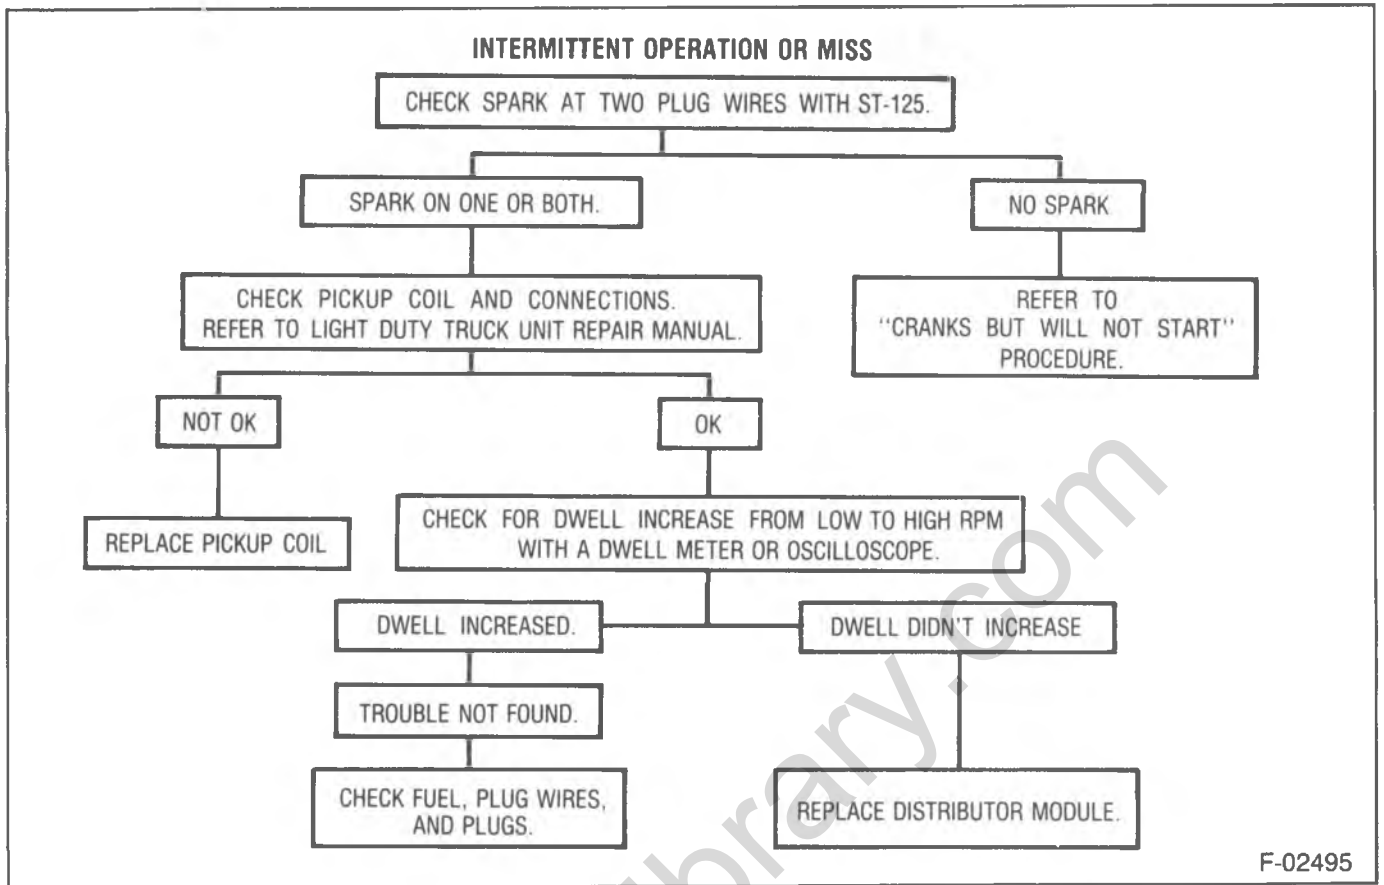 INTERMITTENT OPERATION OR MISS
CHECK SPARK AT TWO PLUG WIRES WITH ST-125.
SPARK ON ONE OR BOTH.
NO SPARK
CHECK PICKUP COIL AND CONNECTIONS.
REFER TO LIGHT DUTY TRUCK UNIT REPAIR MANUAL.
REFER TO
"CRANKS BUT WILL NOT START"
PROCEDURE.
NOT OK
OK
REPLACE PICKUP COIL
CHECK FOR DWELL INCREASE FROM LOW TO HIGH RPM
WITH A DWELL METER OR OSCILLOSCOPE.
DWELL INCREASED.
DWELL DIDN'T INCREASE
TROUBLE NOT FOUND.
CHECK FUEL, PLUG WIRES,
AND PLUGS.
REPLACE DISTRIBUTOR MODULE.
F-02495
brary.com